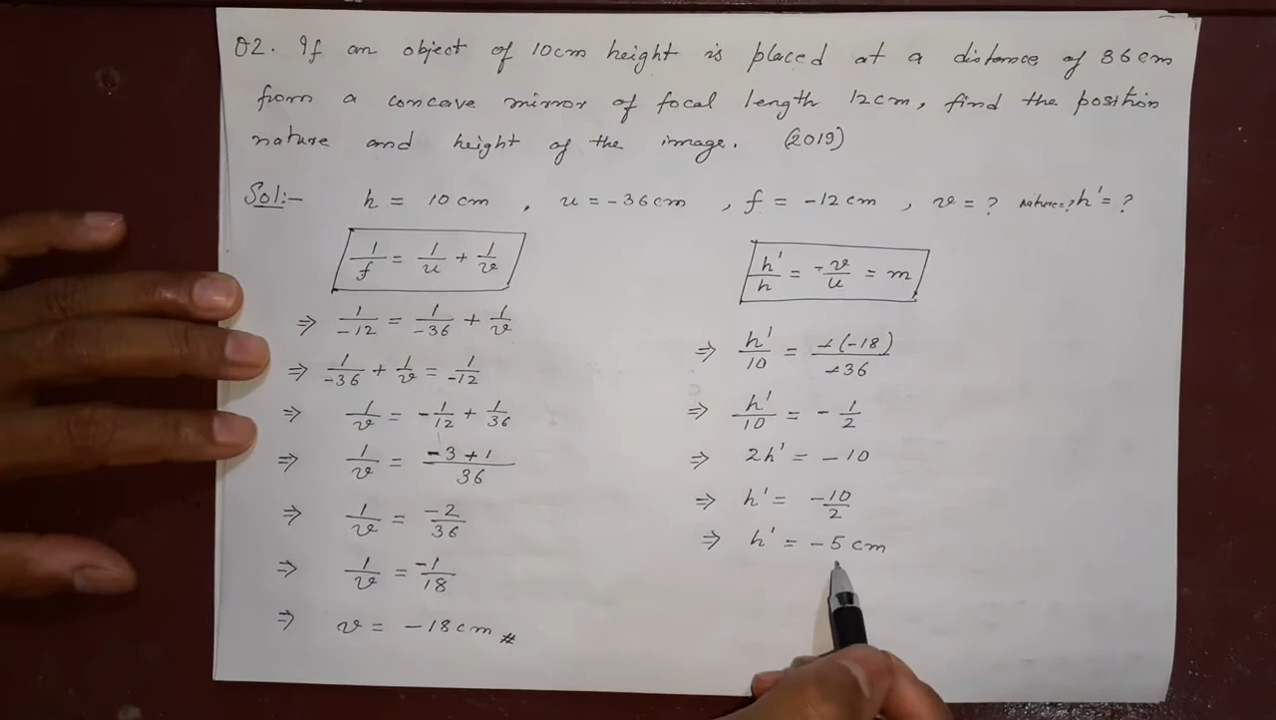 Q2. If an object of 10cm height is placed at a distance of 36cm
from a concave mirror of focal length 12cm, find the position
nature and height of the image. (2019)
Sol:- h = 10 cm , u = -36 cm , f = -12 cm , v = ? nature=? h' = ?
1/f = 1/u + 1/v
⇒ 1/-12 = 1/-36 + 1/v
⇒ 1/-36 + 1/v = 1/-12
⇒ 1/v = -1/12 + 1/36
⇒ 1/v = -3+1/36
⇒ 1/v = -2/36
⇒ 1/v = -1/18
⇒ v = -18 cm #
h'/h = -v/u = m
⇒ h'/10 = -(-18)/-36
⇒ h'/10 = -1/2
⇒ 2h' = -10
⇒ h' = -10/2
⇒ h' = -5 cm